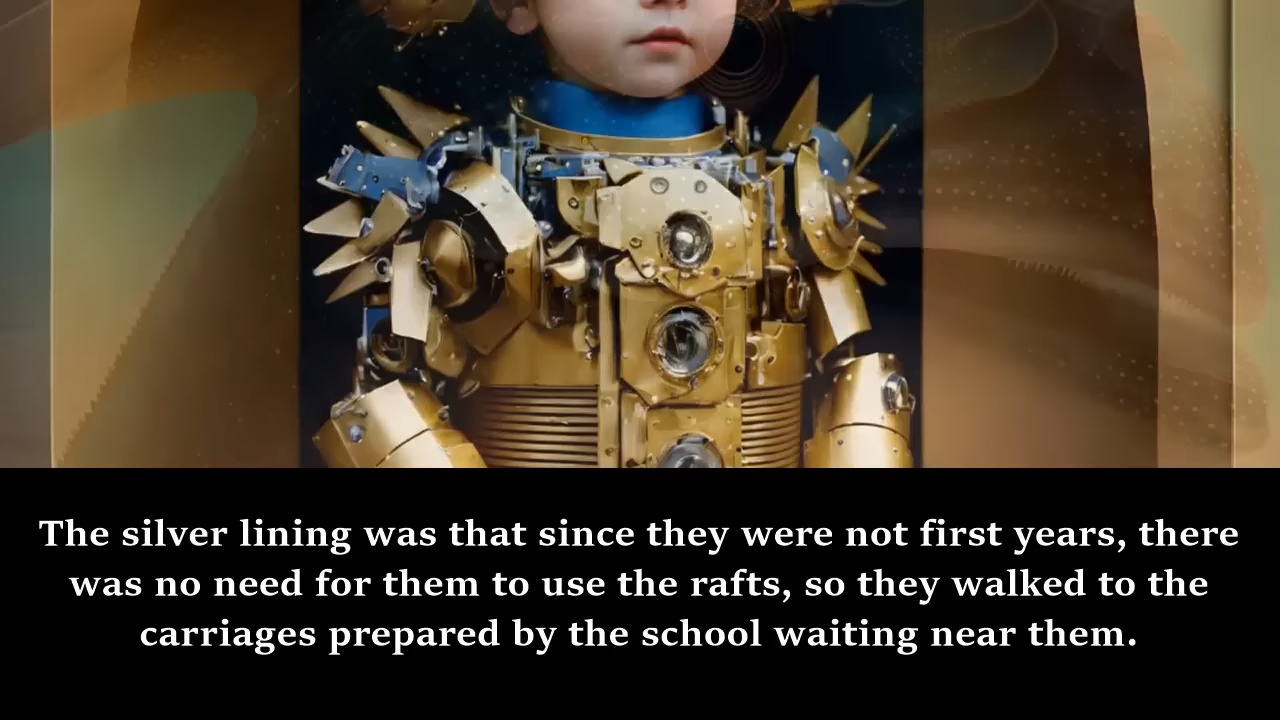 The silver lining was that since they were not first years, there
was no need for them to use the rafts, so they walked to the
carriages prepared by the school waiting near them.